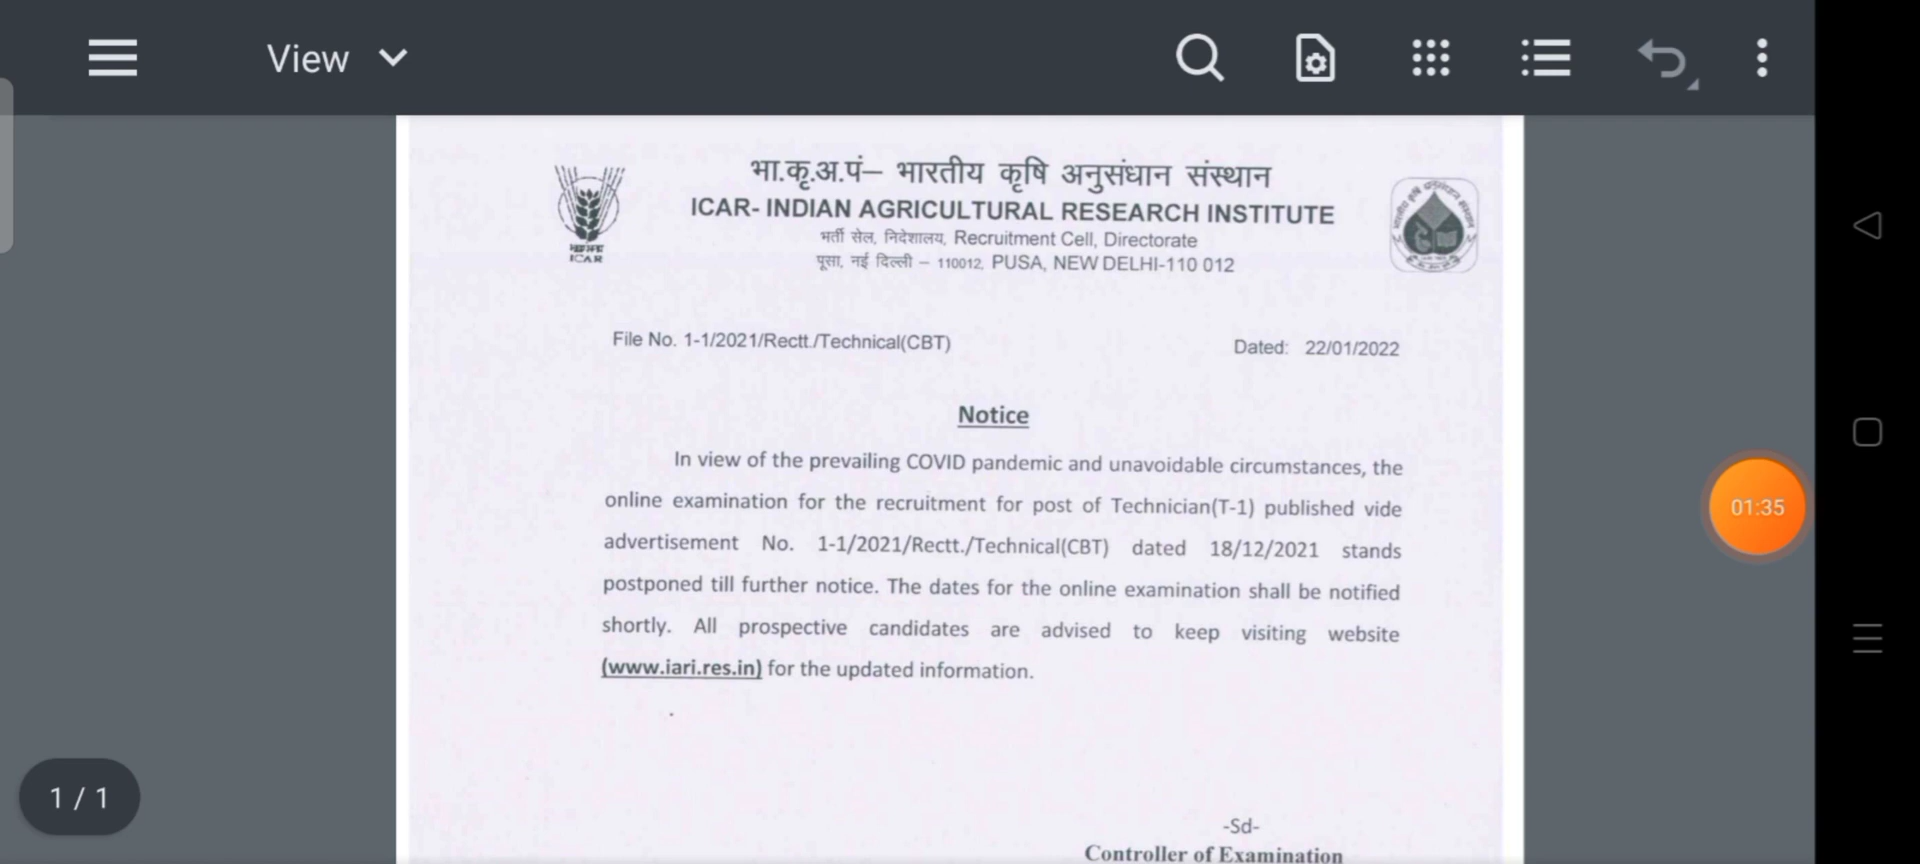 View
भा.कृ.अ.पं– भारतीय कृषि अनुसंधान संस्थान
ICAR- INDIAN AGRICULTURAL RESEARCH INSTITUTE
भर्ती सेल, निदेशालय, Recruitment Cell, Directorate
पूसा, नई दिल्ली – 110012, PUSA, NEW DELHI-110 012
ICAR
File No. 1-1/2021/Rectt./Technical(CBT)
Dated: 22/01/2022
Notice
In view of the prevailing COVID pandemic and unavoidable circumstances, the
online examination for the recruitment for post of Technician(T-1) published vide
advertisement No. 1-1/2021/Rectt./Technical(CBT) dated 18/12/2021 stands
postponed till further notice. The dates for the online examination shall be notified
shortly. All prospective candidates are advised to keep visiting website
(www.iari.res.in) for the updated information.
01:35
1 / 1
-Sd-
Controller of Examination